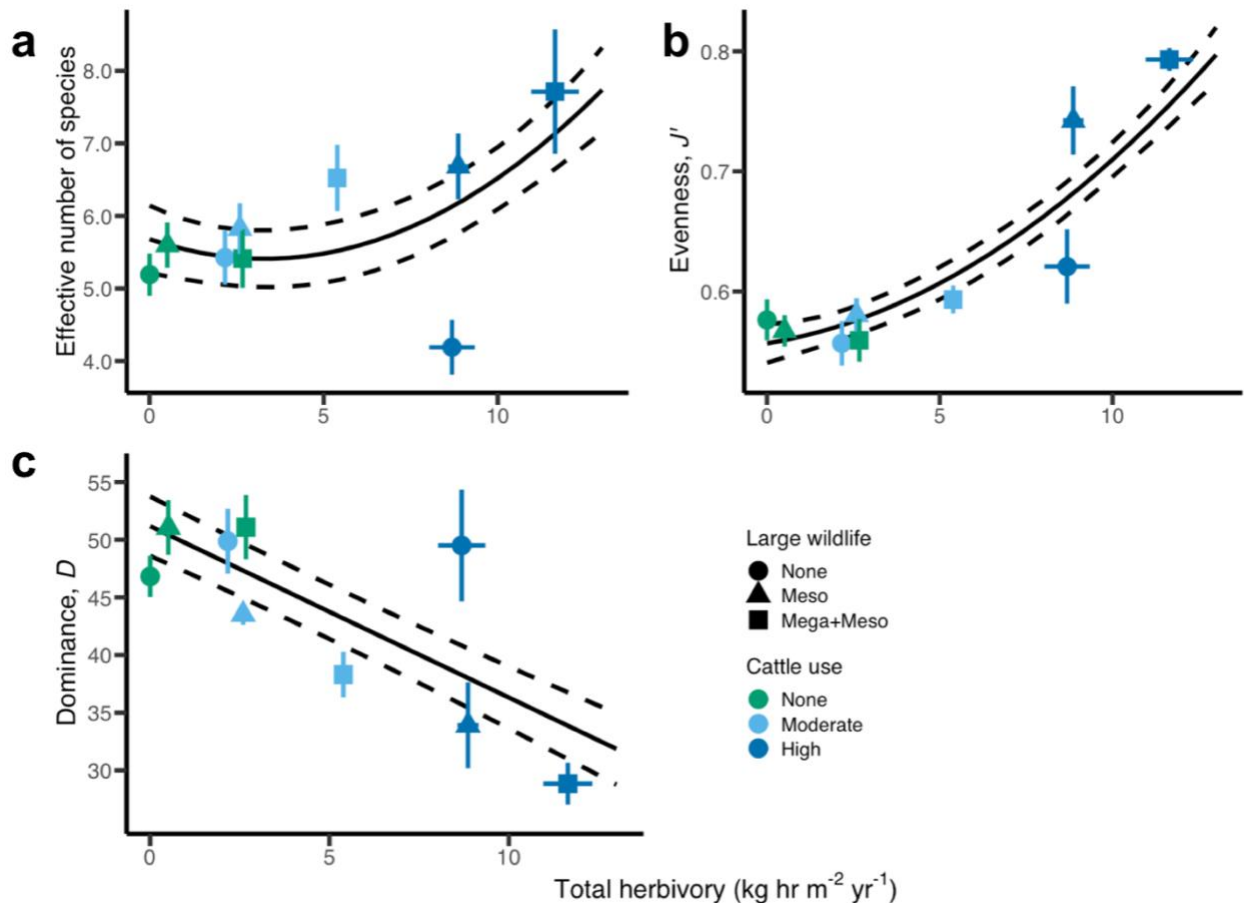 a
Effective number of species
8.0
7.0
6.0
5.0
4.0
0 5 10
b
Evenness, J'
0.8
0.7
0.6
0 5 10
c
Dominance, D
55
50
45
40
35
30
0 5 10
Large wildlife
None
Meso
Mega+Meso
Cattle use
None
Moderate
High
Total herbivory (kg hr m⁻² yr⁻¹)